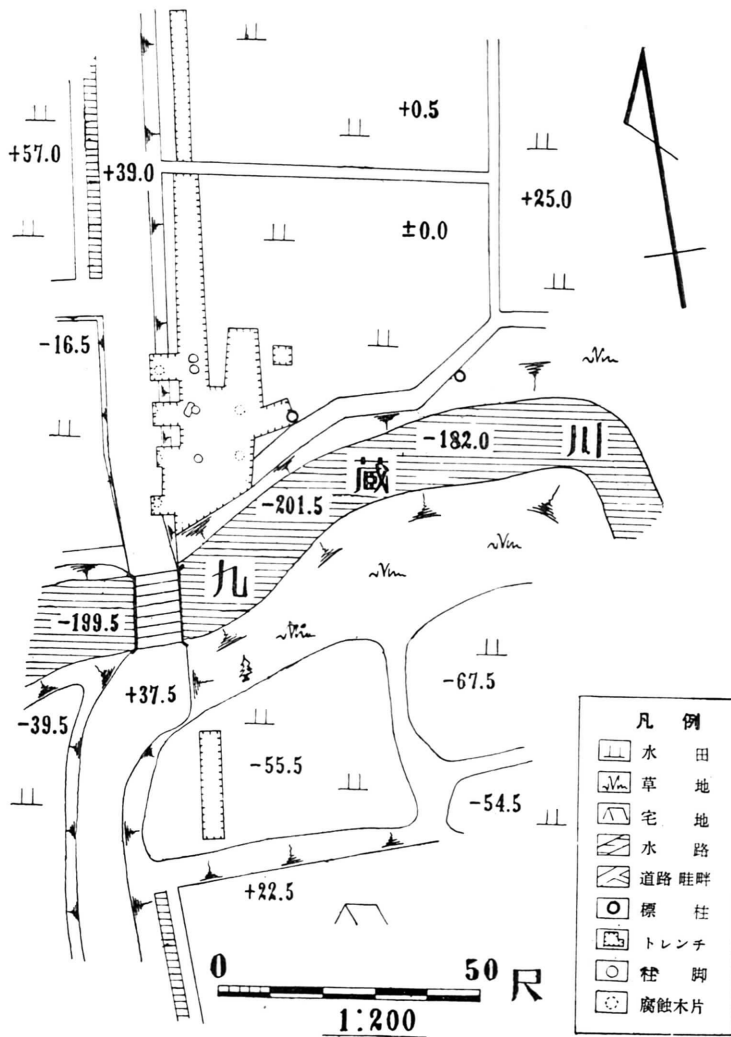 +0.5
+57.0
+39.0
+25.0
±0.0
-16.5
-182.0
川
蔵
-201.5
九
-199.5
+37.5
-67.5
-39.5
-55.5
-54.5
+22.5
凡 例
水 田
草 地
宅 地
水 路
道路 畦畔
標 柱
トレンチ
柱 脚
腐蝕木片
0 50 尺
1:200